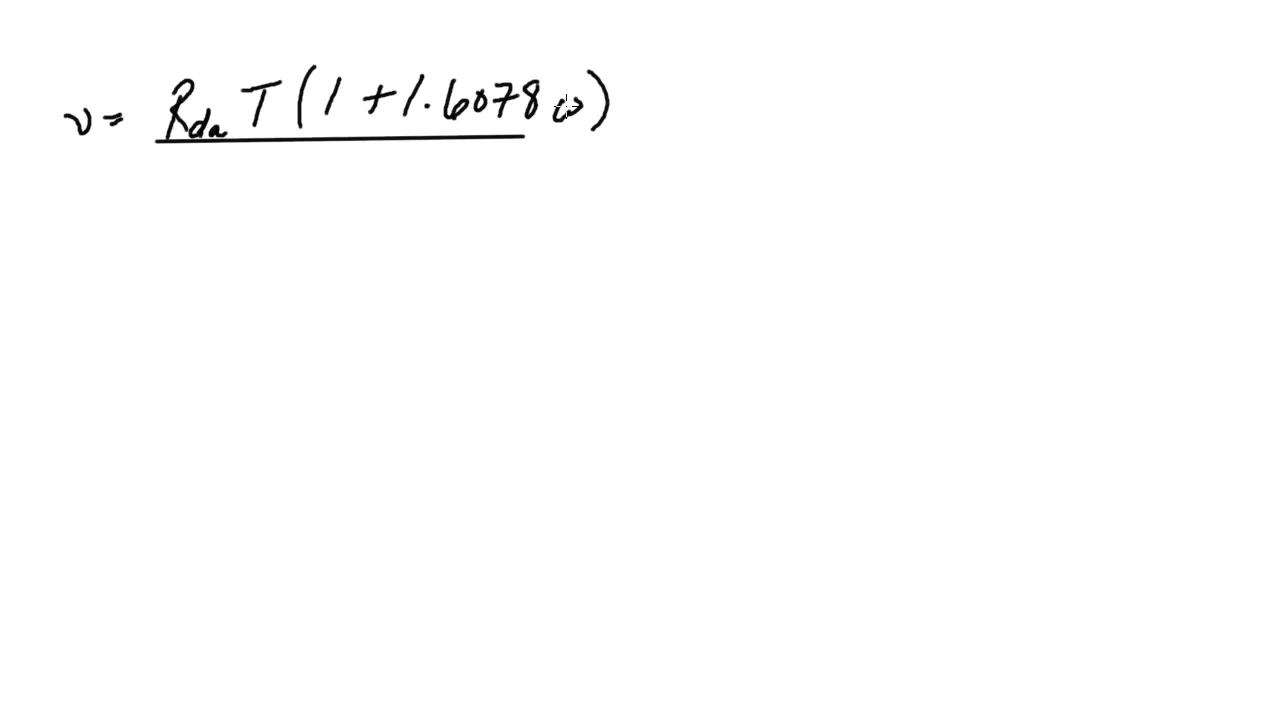 ν = R_da T (1 + 1.6078 ω)